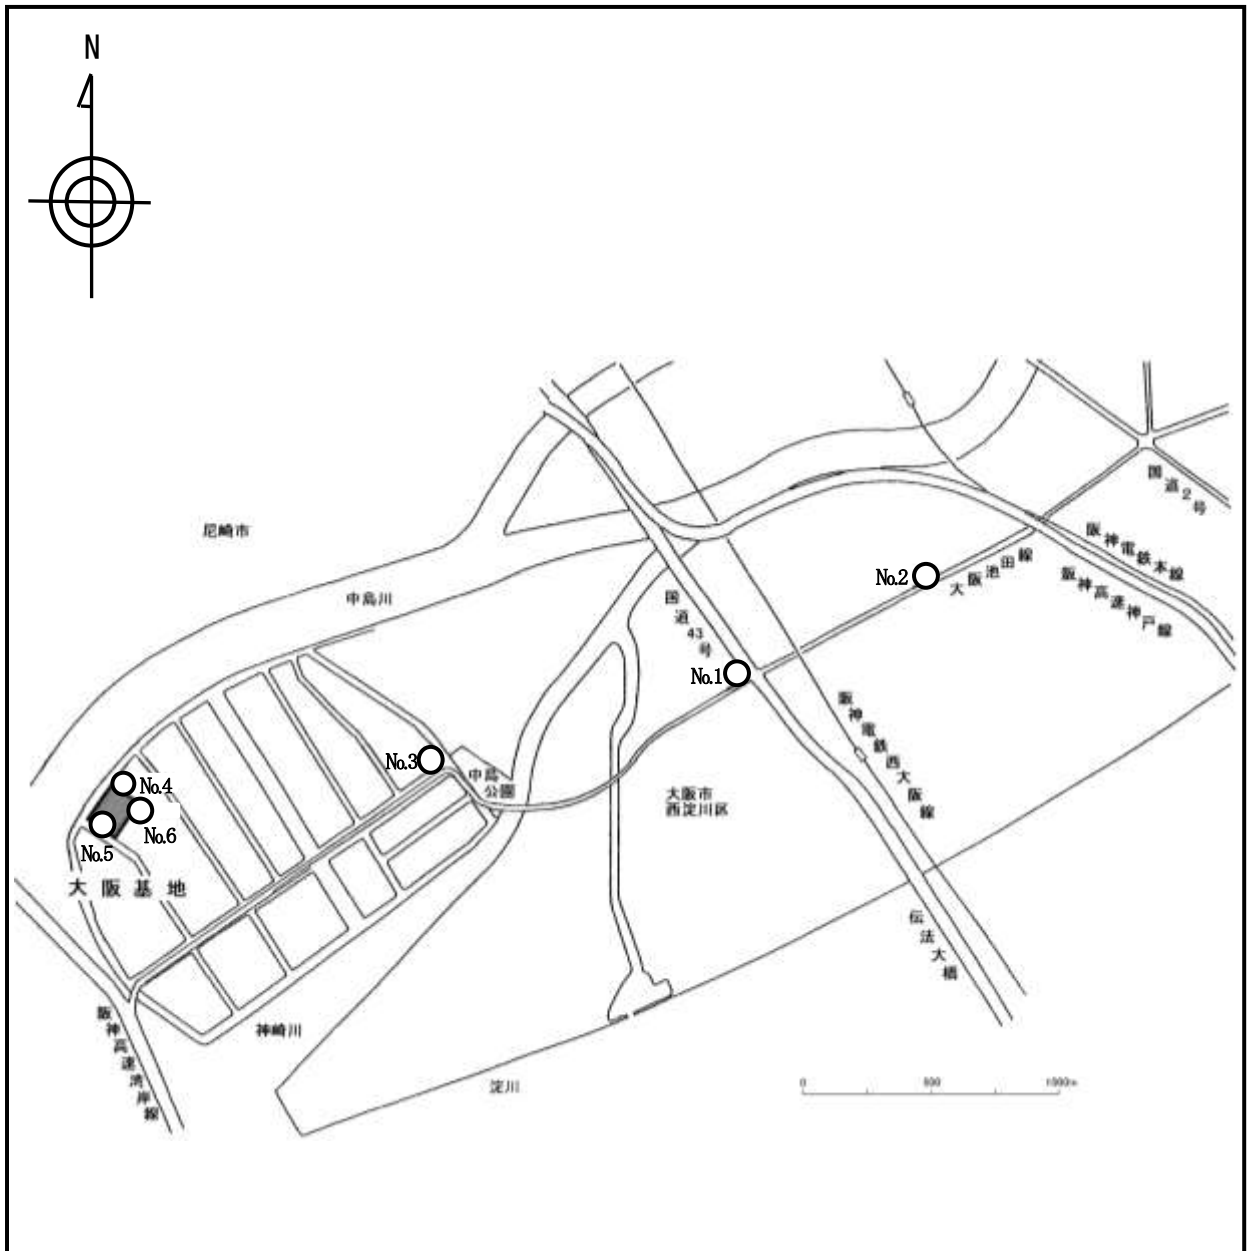 N
国道2号
尼崎市
阪神電鉄本線
No.2
大阪池田線
阪神高速神戸線
中島川
国道43号
No.1
阪神電鉄西大阪線
No.3
中島
公園
No.4
大阪市
西淀川区
No.6
No.5
大阪基地
伝法大橋
阪神高速湾岸線
神崎川
淀川
0 500 1000m